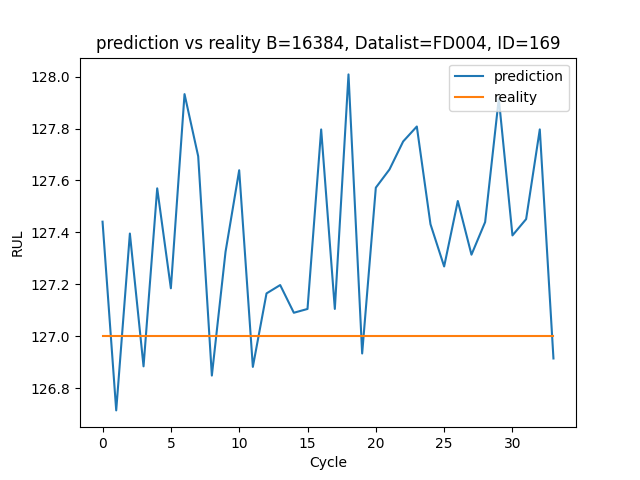 prediction vs reality B=16384, Datalist=FD004, ID=169
prediction
reality
128.0
127.8
127.6
127.4
127.2
127.0
126.8
RUL
0 5 10 15 20 25 30
Cycle